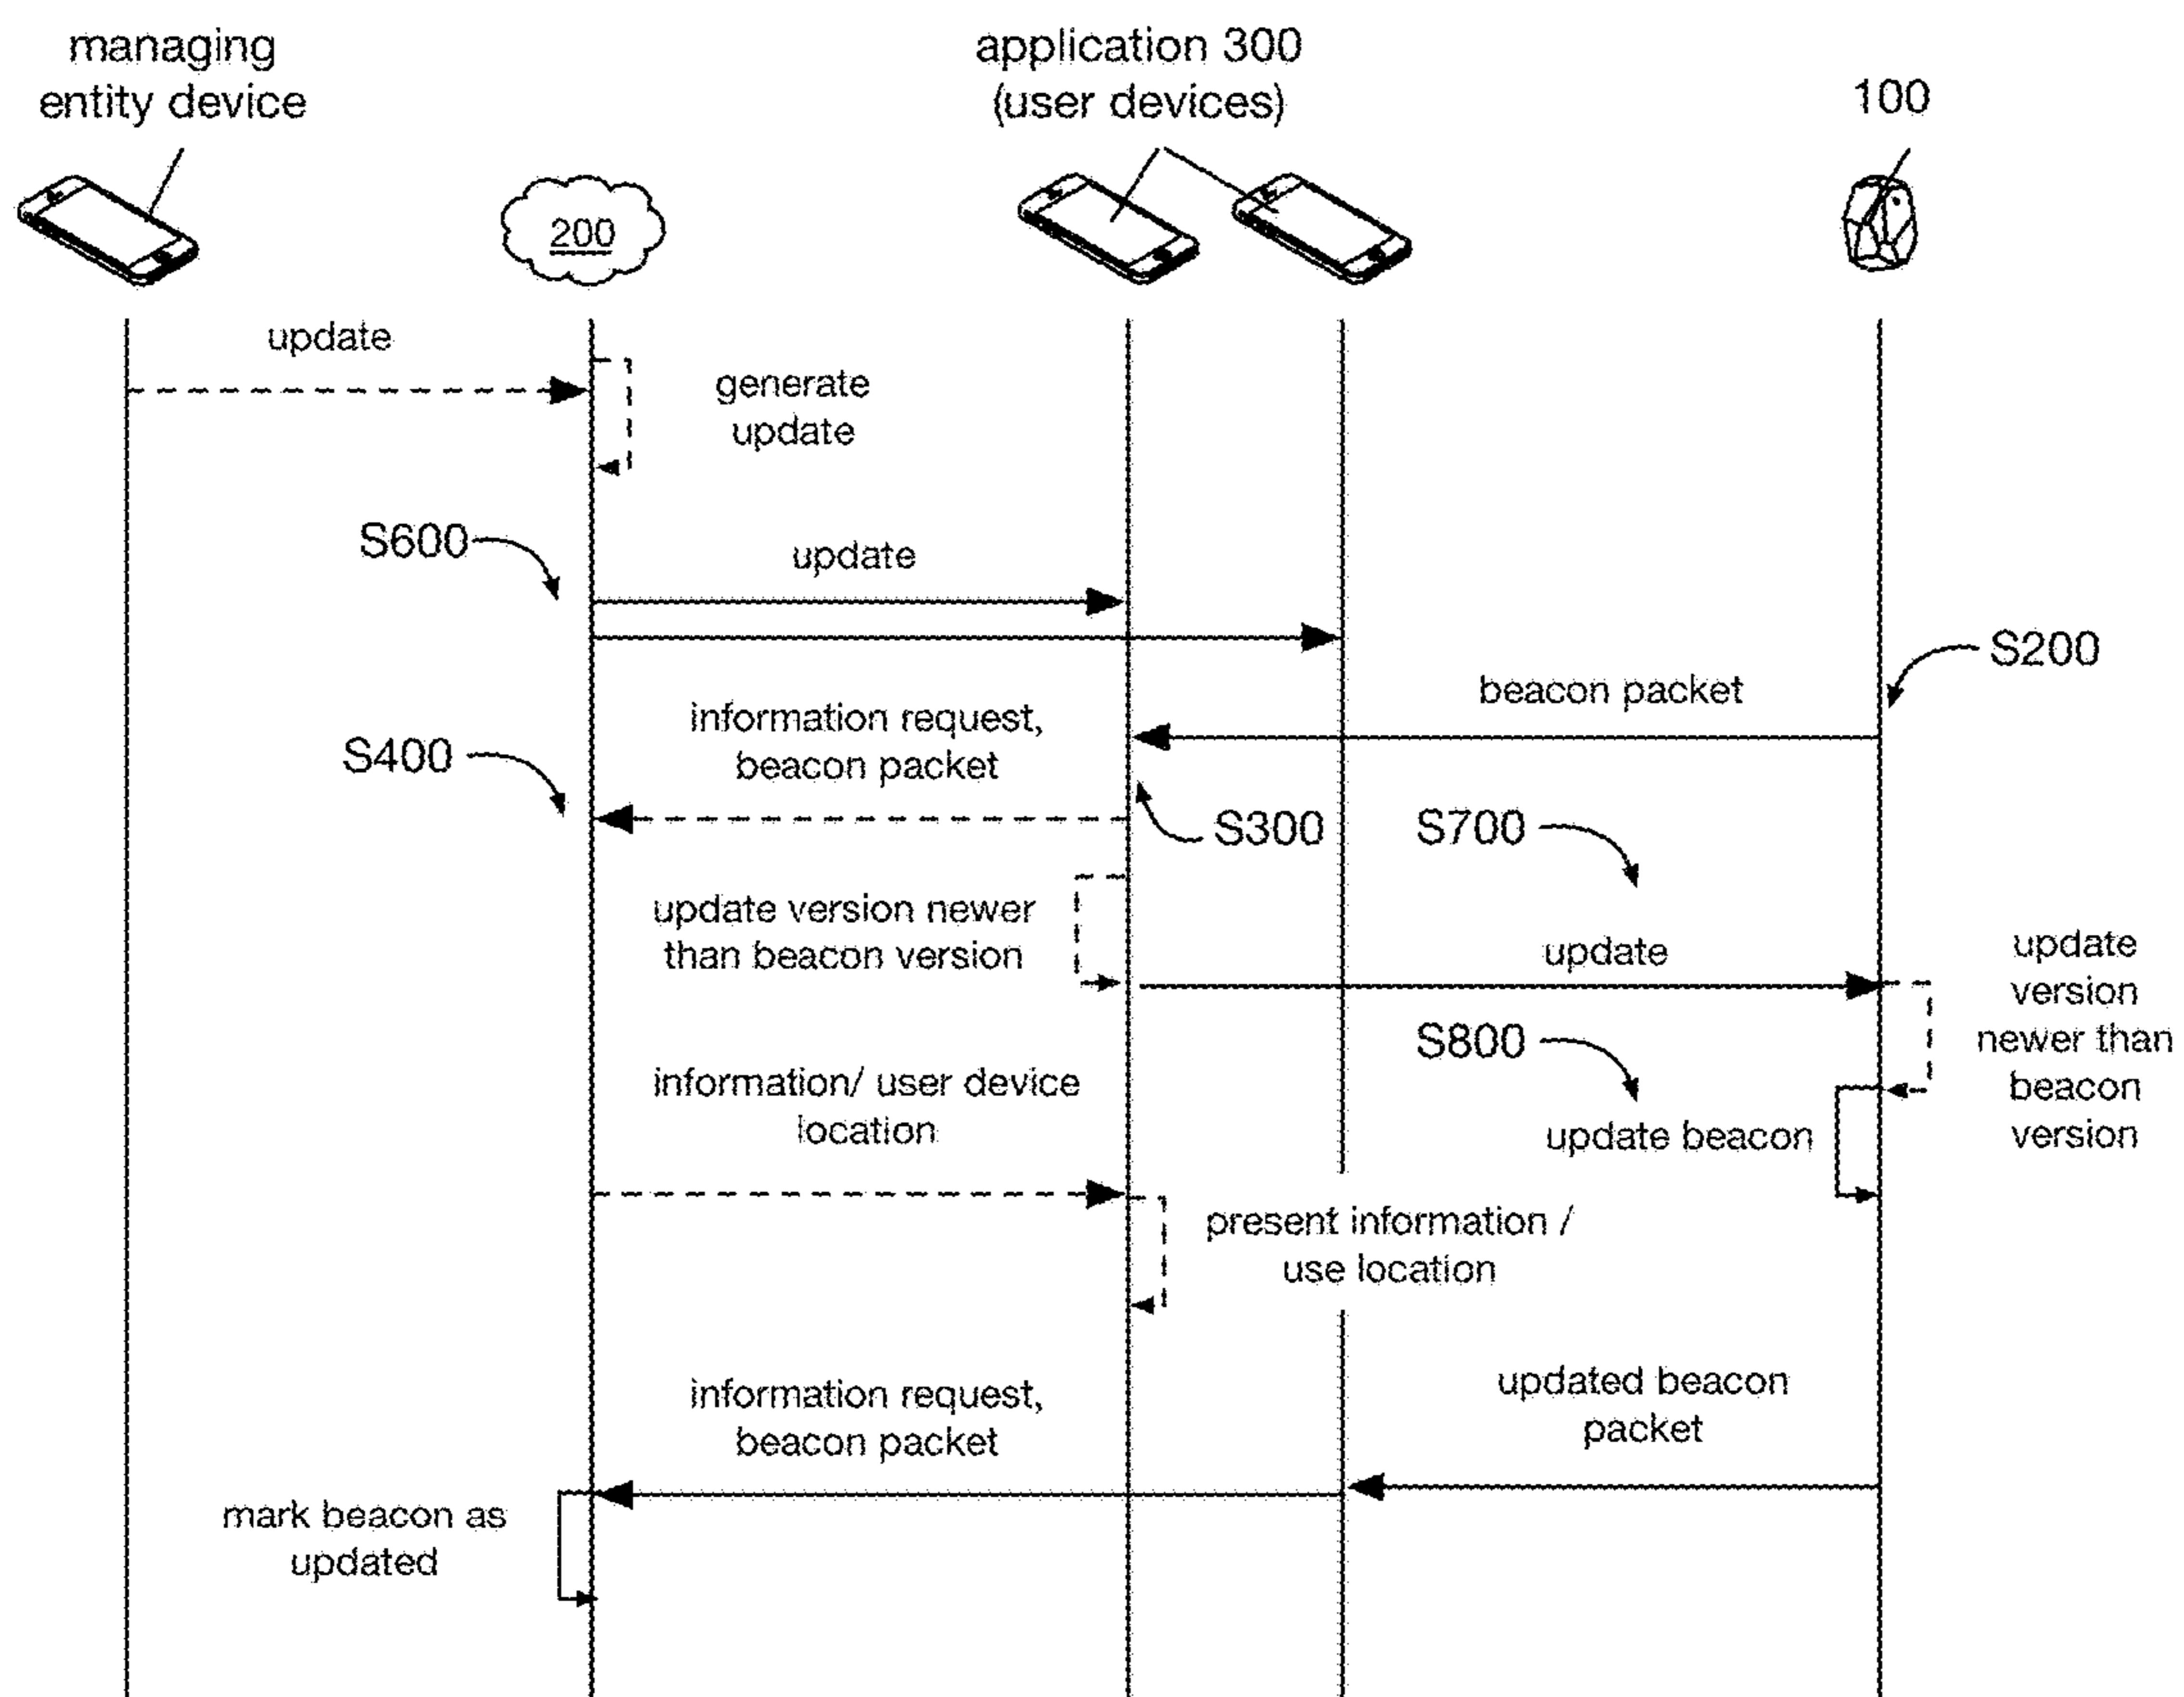 managing
entity device
application 300
(user devices)
100
200
update
generate
update
S600
update
S200
beacon packet
information request,
beacon packet
S400
S300
S700
update version newer
than beacon version
update
update
version
newer than
beacon
version
S800
information/ user device
location
update beacon
present information /
use location
updated beacon
packet
information request,
beacon packet
mark beacon as
updated